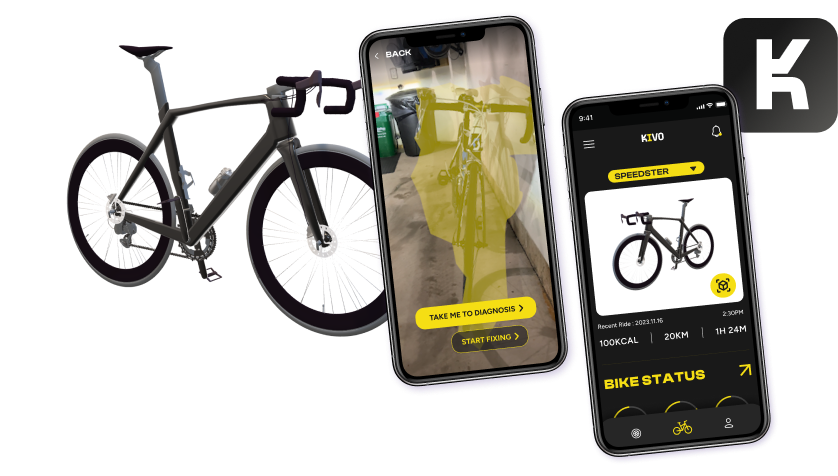 BACK
TAKE ME TO DIAGNOSIS
START FIXING
9:41
KIVO
SPEEDSTER
Recent Ride : 2023.11.16
2:30PM
100KCAL
20KM
1H 24M
BIKE STATUS
K